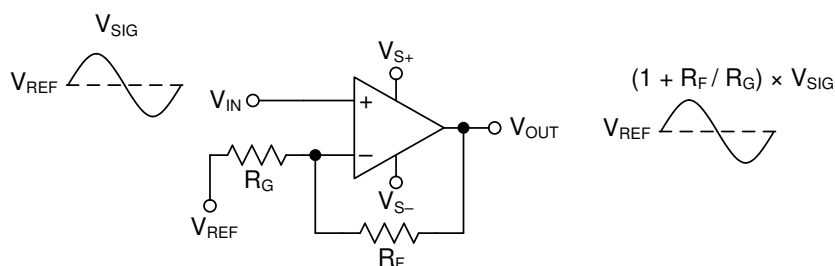 V_SIG
V_REF
V_IN
+
−
V_S+
V_S−
V_OUT
R_G
V_REF
R_F
(1 + R_F / R_G) × V_SIG
V_REF